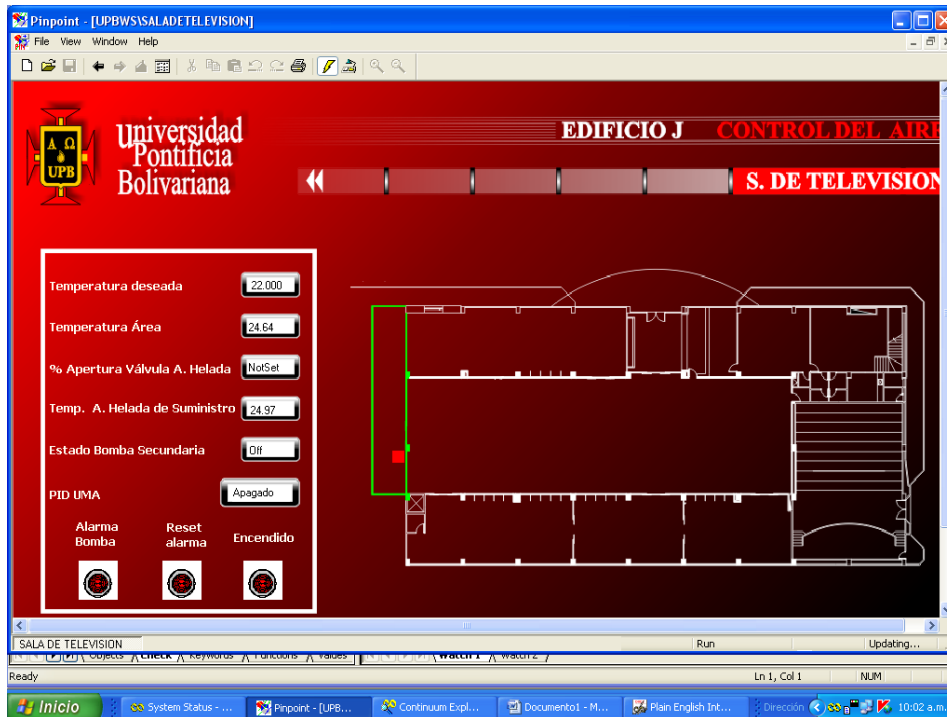 Pinpoint - [UPBWS\SALADETELEVISION]
File View Window Help
Α Ω
UPB
universidad
Pontificia
Bolivariana
EDIFICIO J CONTROL DEL AIRE
S. DE TELEVISION
Temperatura deseada 22.000
Temperatura Área 24.64
% Apertura Válvula A. Helada NotSet
Temp. A. Helada de Suministro 24.97
Estado Bomba Secundaria Off
PID UMA Apagado
Alarma Bomba
Reset alarma
Encendido
SALA DE TELEVISION Run Updating...
Objects Check Keywords Functions Values Watch 1 Watch 2
Ready Ln 1, Col 1 NUM
Inicio System Status - ... Pinpoint - [UPB... Continuum Expl... Documento1 - M... Plain English Int... Dirección 10:02 a.m.